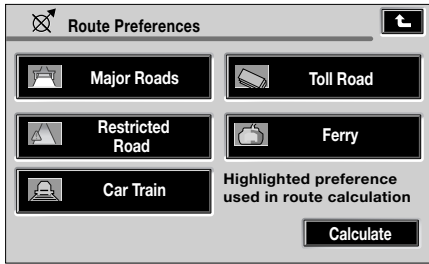 Route Preferences
Major Roads
Toll Road
Restricted
Road
Ferry
Car Train
Highlighted preference
used in route calculation
Calculate